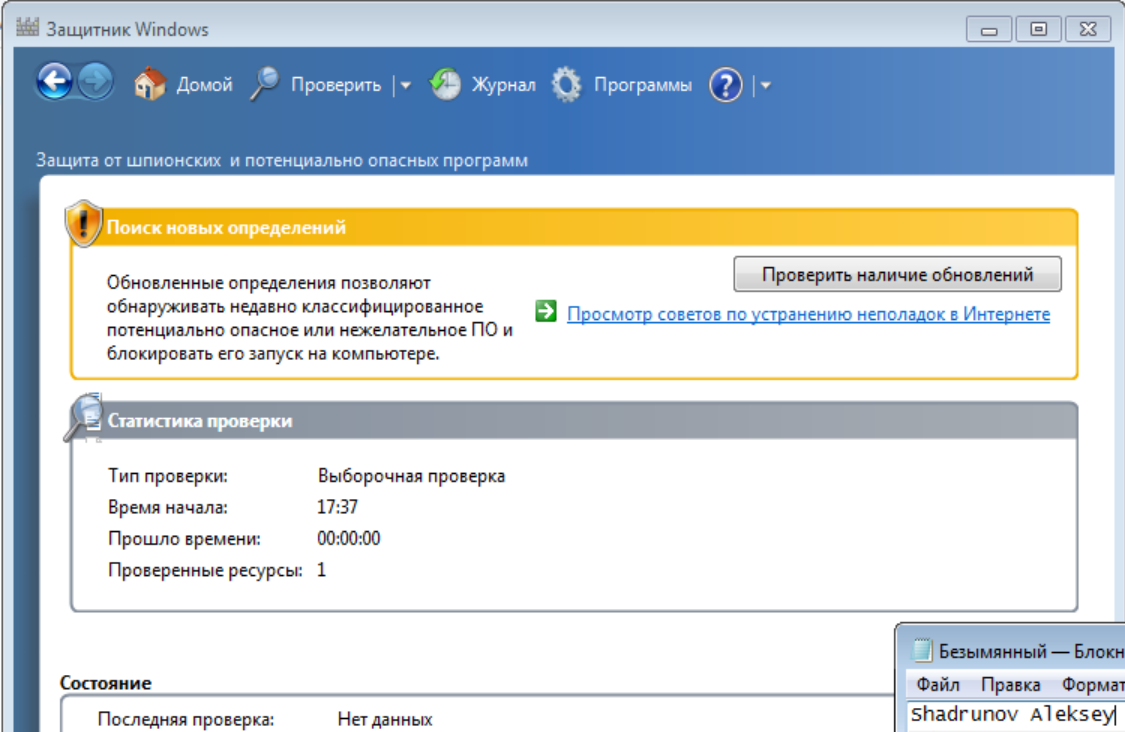 Защитник Windows
Домой Проверить Журнал Программы ?
Защита от шпионских и потенциально опасных программ
Поиск новых определений
Обновленные определения позволяют
обнаруживать недавно классифицированное
потенциально опасное или нежелательное ПО и
блокировать его запуск на компьютере.
Проверить наличие обновлений
Просмотр советов по устранению неполадок в Интернете
Статистика проверки
Тип проверки: Выборочная проверка
Время начала: 17:37
Прошло времени: 00:00:00
Проверенные ресурсы: 1
Состояние
Последняя проверка: Нет данных
Безымянный — Блокн
Файл Правка Формат
Shadrunov Aleksey